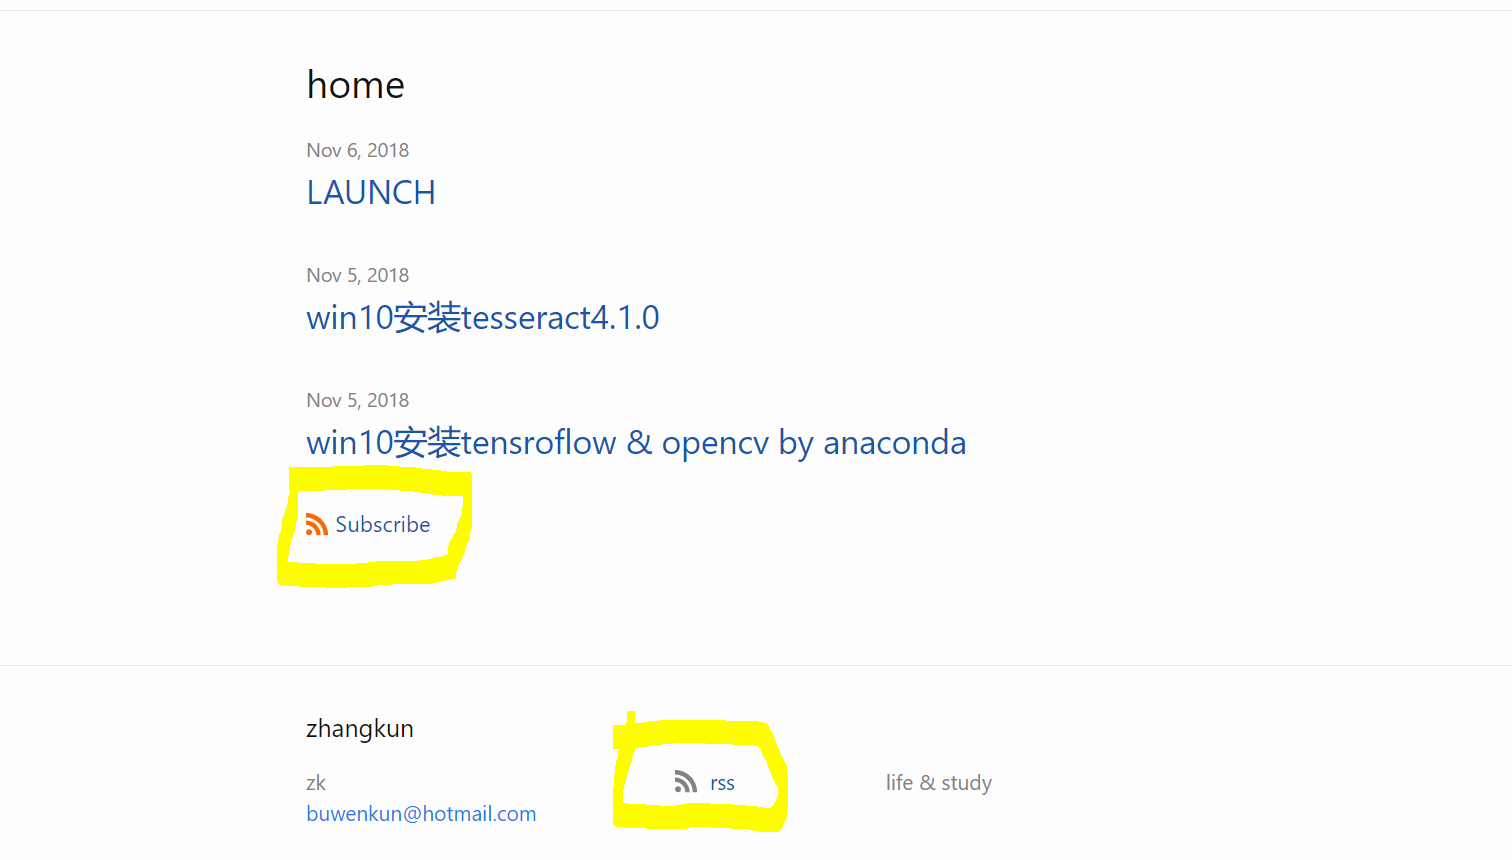 home
Nov 6, 2018
LAUNCH
Nov 5, 2018
win10安装tesseract4.1.0
Nov 5, 2018
win10安装tensroflow & opencv by anaconda
Subscribe
zhangkun
zk
buwenkun@hotmail.com
rss
life & study